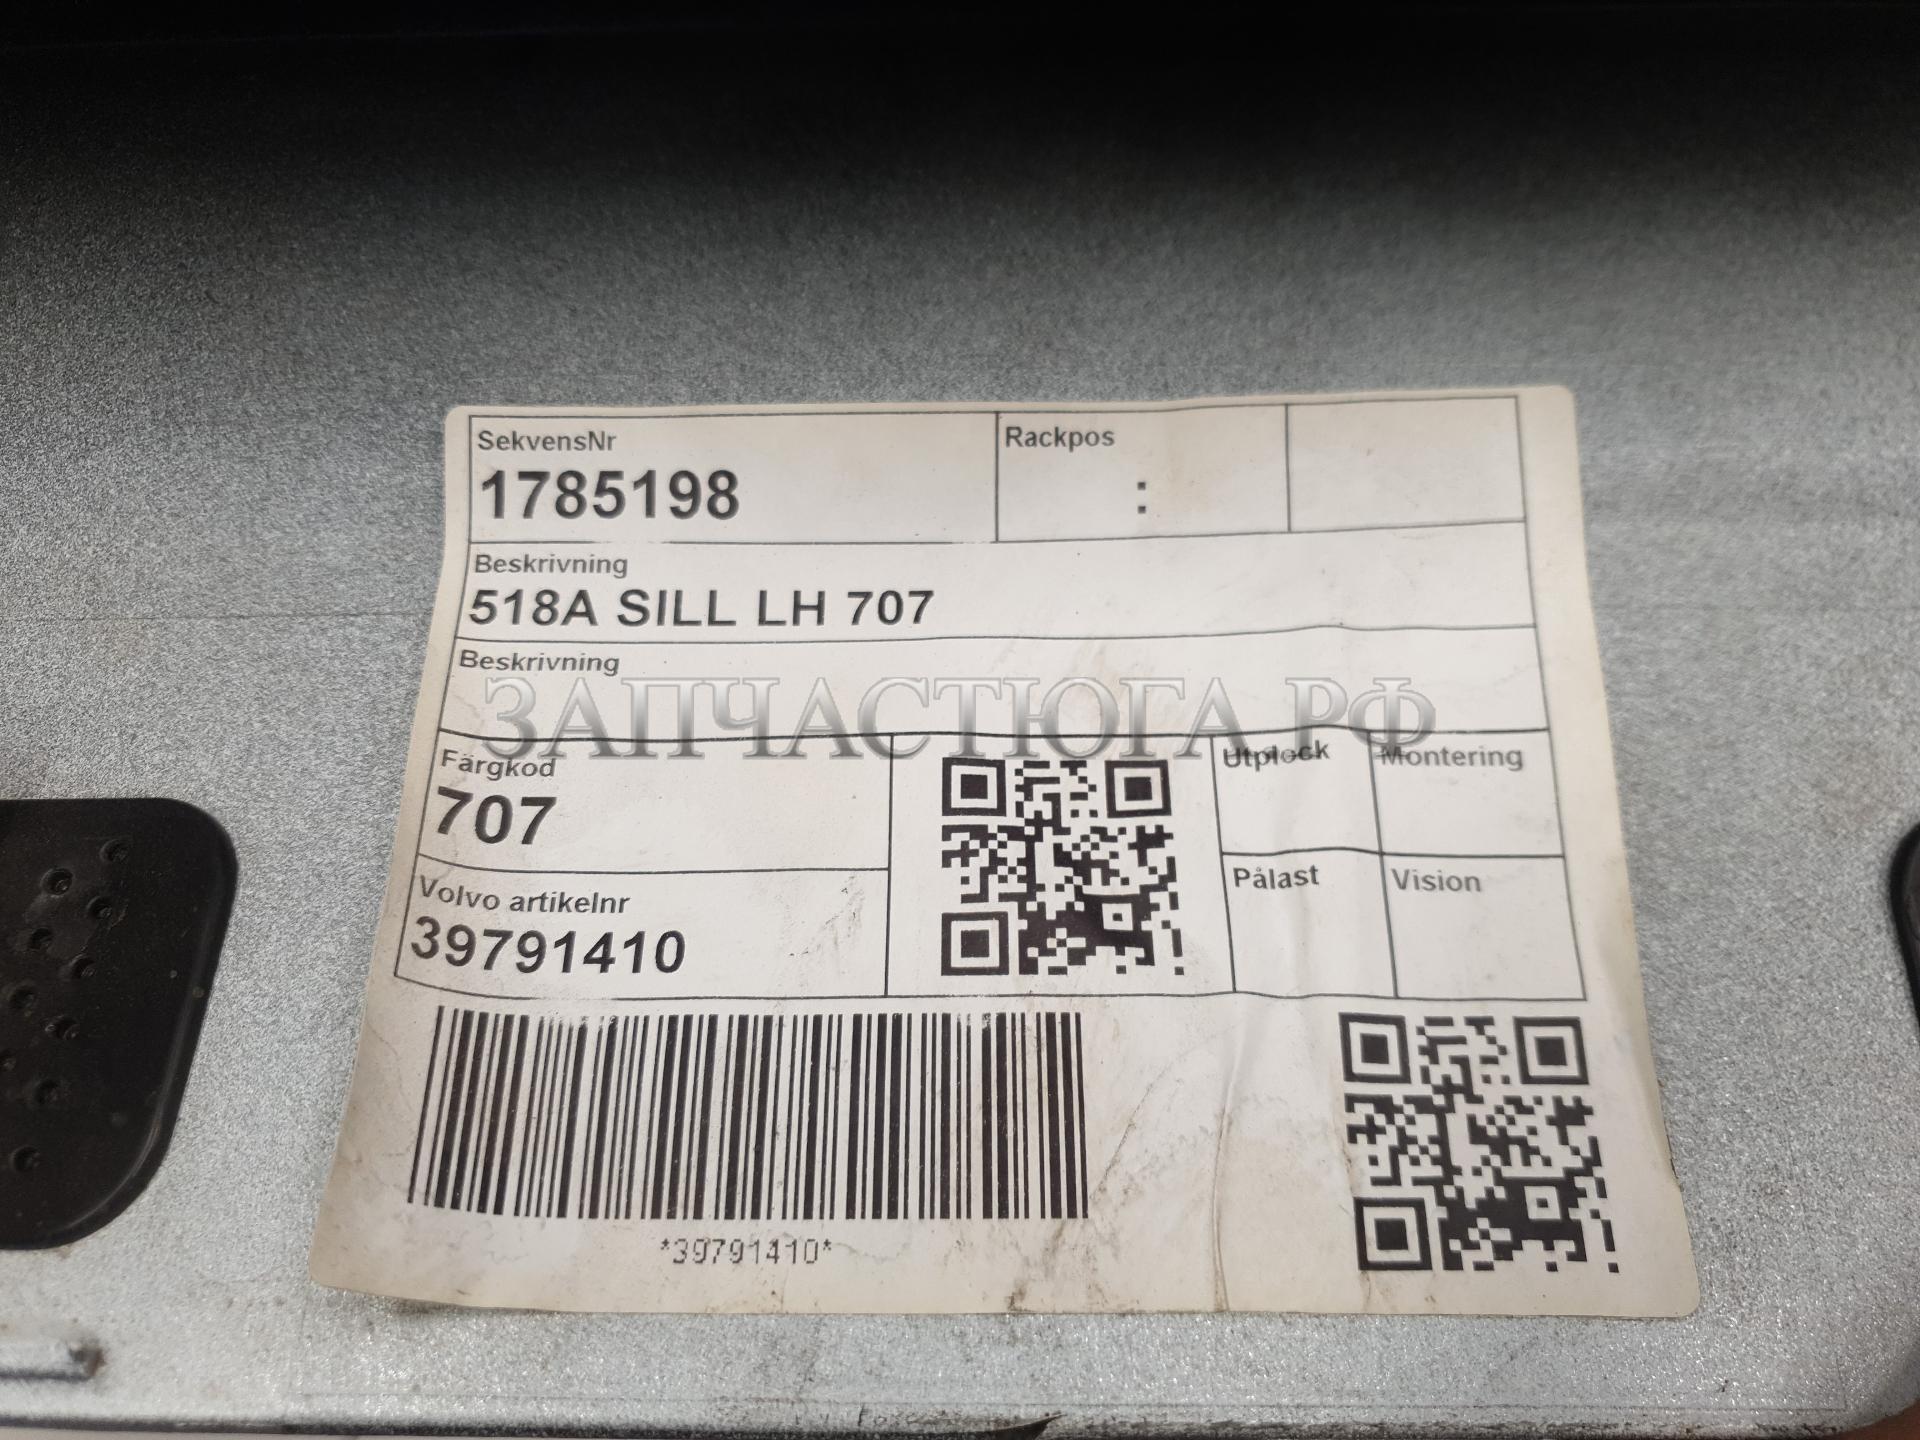 SekvensNr
Rackpos
1785198
:
Beskrivning
518A SILL LH 707
Beskrivning
ЗАПЧАСТЮГА.РФ
Färgkod
707
Utplock
Montering
Volvo artikelnr
39791410
Pålast
Vision
*39791410*